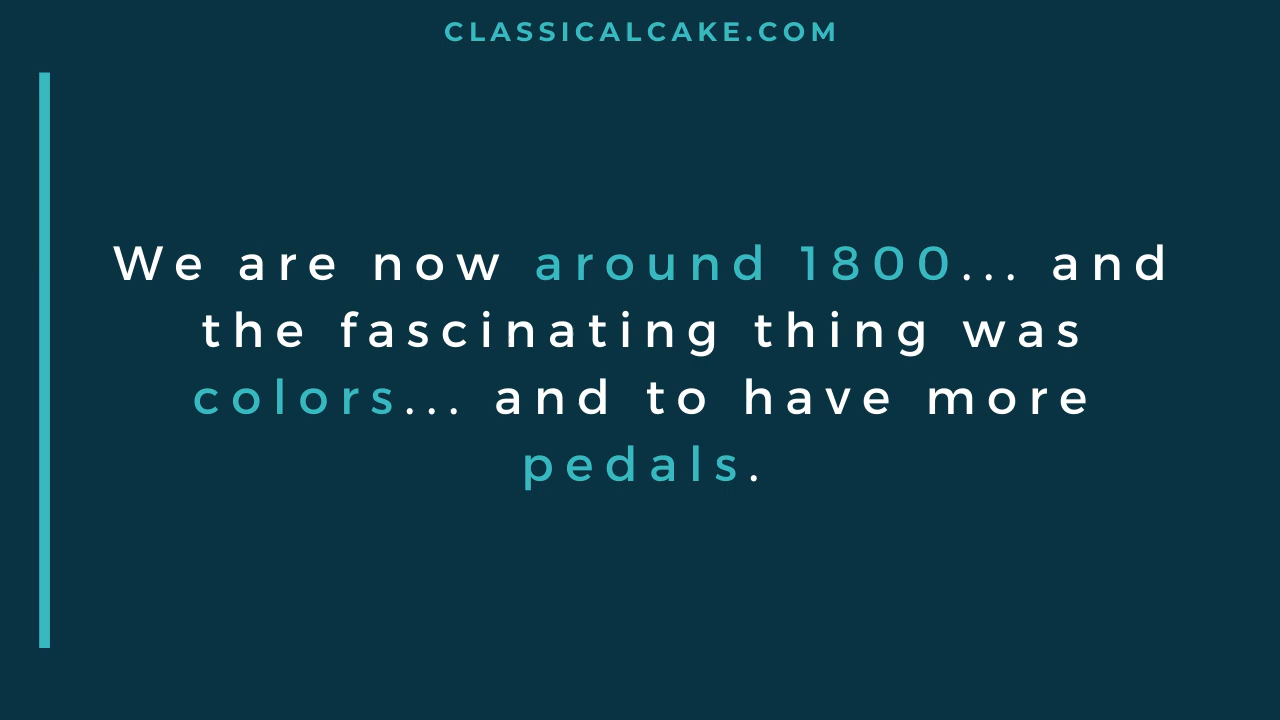 CLASSICALCAKE.COM
We are now around 1800... and
the fascinating thing was
colors... and to have more
pedals.